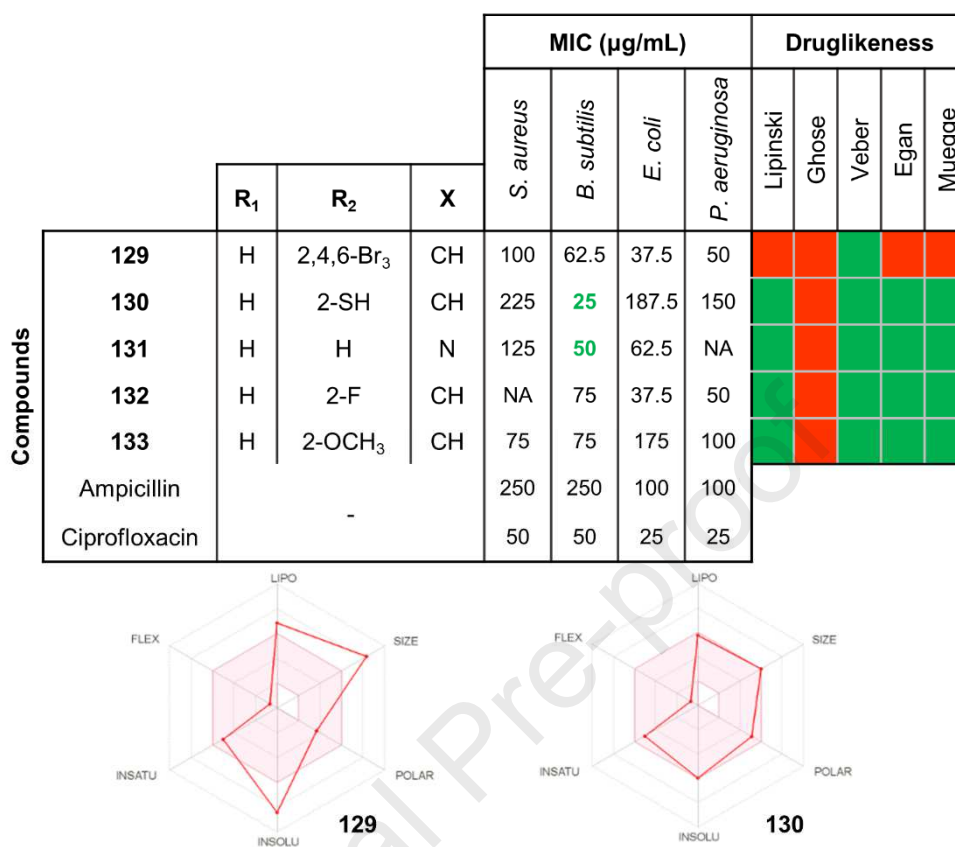 MIC (µg/mL) Druglikeness
S. aureus B. subtilis E. coli P. aeruginosa Lipinski Ghose Veber Egan Muegge
R₁ R₂ X
Compounds
129 H 2,4,6-Br₃ CH 100 62.5 37.5 50
130 H 2-SH CH 225 25 187.5 150
131 H H N 125 50 62.5 NA
132 H 2-F CH NA 75 37.5 50
133 H 2-OCH₃ CH 75 75 175 100
Ampicillin - 250 250 100 100
Ciprofloxacin 50 50 25 25
LIPO
FLEX SIZE
INSATU POLAR
INSOLU
129
LIPO
FLEX SIZE
INSATU POLAR
INSOLU
130
al Pre-proof